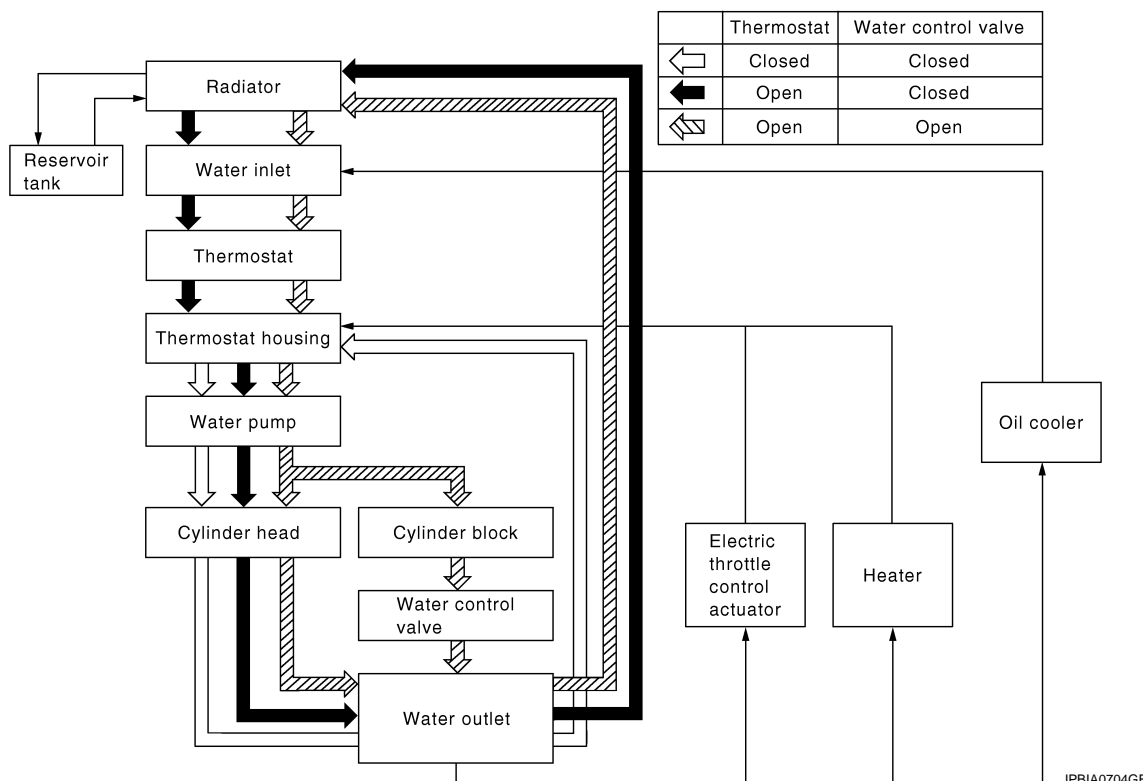 Thermostat Water control valve
Closed Closed
Open Closed
Open Open
Radiator
Reservoir
tank
Water inlet
Thermostat
Thermostat housing
Water pump
Oil cooler
Cylinder head
Cylinder block
Electric
throttle
control
actuator
Heater
Water control
valve
Water outlet
JPBIA0704GB